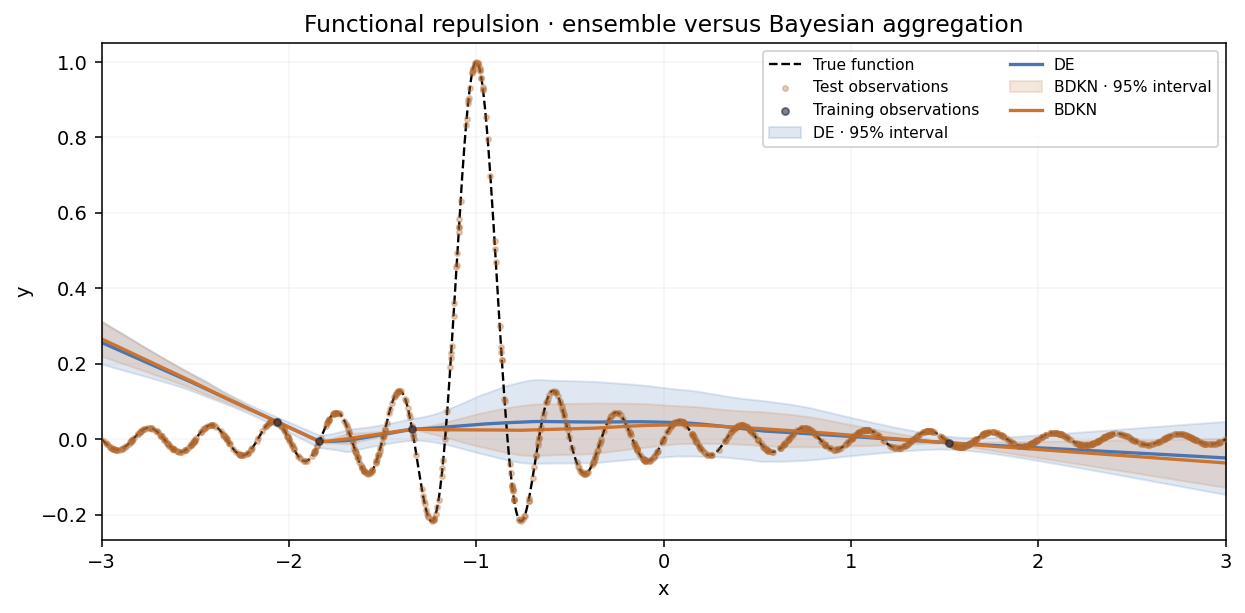 Functional repulsion · ensemble versus Bayesian aggregation
True function
Test observations
Training observations
DE · 95% interval
DE
BDKN · 95% interval
BDKN
y
1.0
0.8
0.6
0.4
0.2
0.0
−0.2
−3
−2
−1
0
1
2
3
x